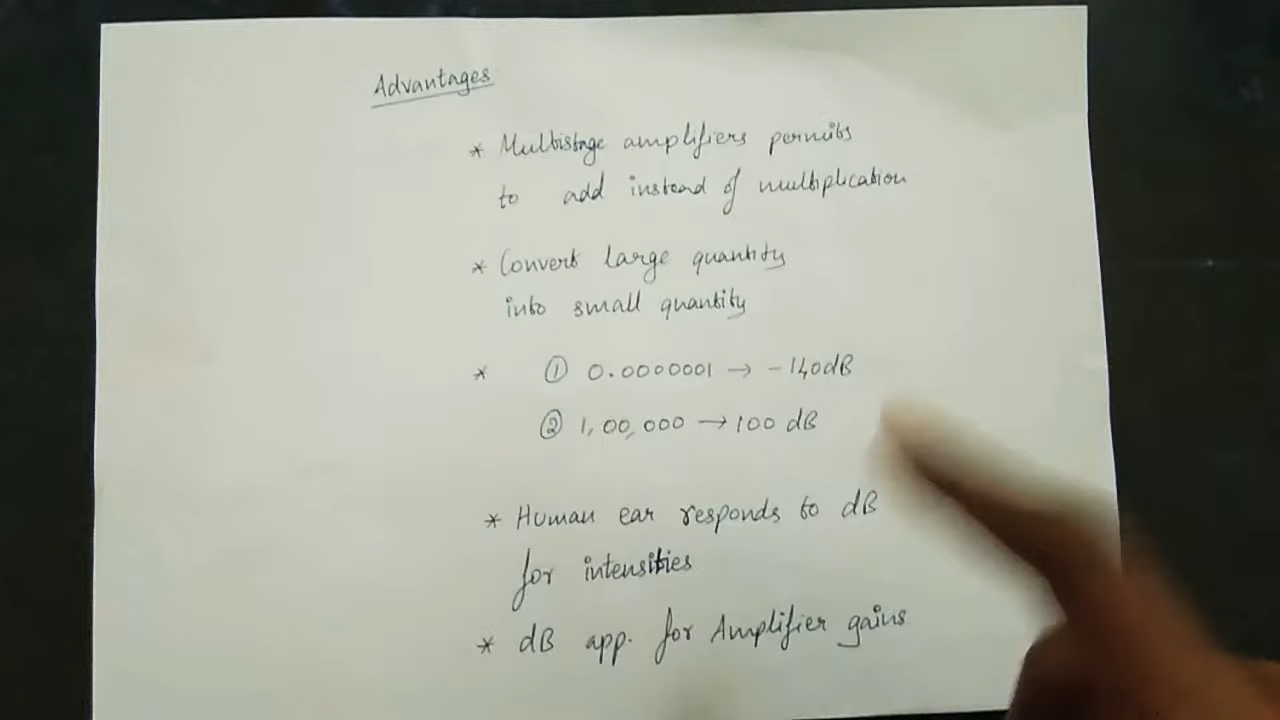 Advantages
* Multistage amplifiers permits
to add instead of multiplication
* Convert large quantity
into small quantity
* ① 0.0000001 → -140dB
② 1,00,000 → 100 dB
* Human ear responds to dB
for intensities
* dB app. for Amplifier gains